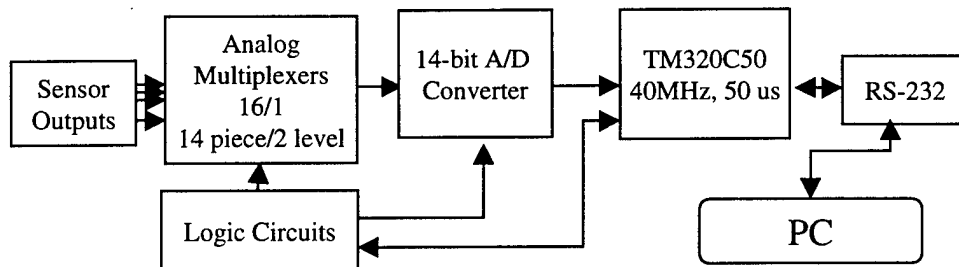 Sensor
Outputs
Analog
Multiplexers
16/1
14 piece/2 level
14-bit A/D
Converter
TM320C50
40MHz, 50 us
RS-232
Logic Circuits
PC